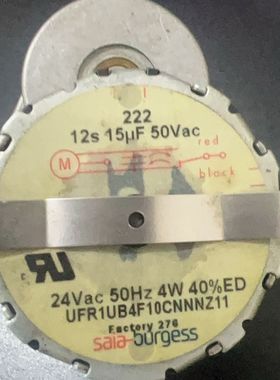 222
12s 15µF 50Vac
M
red
black
24Vac 50Hz 4W 40%ED
UFR1UB4F10CNNNZ11
Factory 276
saia-burgess